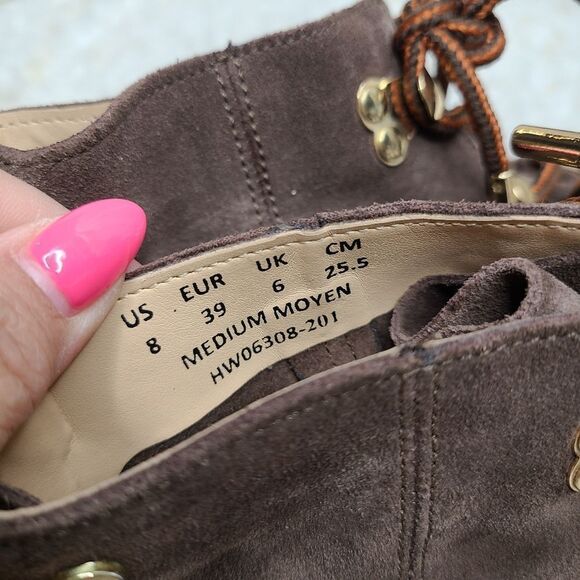 US EUR UK CM
8 39 6 25.5
MEDIUM MOYEN
HW06308-201